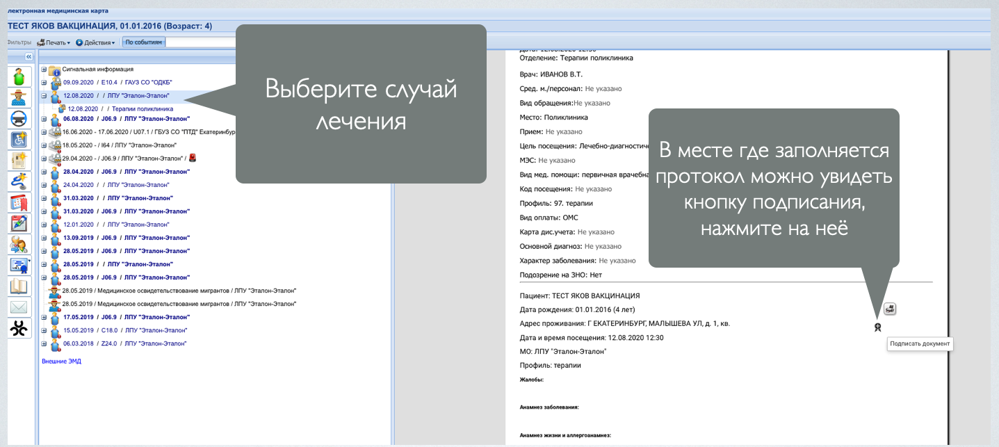 лектронная медицинская карта
ТЕСТ ЯКОВ ВАКЦИНАЦИЯ, 01.01.2016 (Возраст: 4)
Фильтры Печать Действия По событиям
Выберите случай
лечения
Сигнальная информация
09.09.2020 / E10.4 / ГАУЗ СО "ОДКБ"
12.08.2020 / / ЛПУ "Эталон-Эталон"
12.08.2020 / / Терапии поликлиника
06.08.2020 / J06.9 / ЛПУ "Эталон-Эталон"
16.06.2020 - 17.06.2020 / U07.1 / ГБУЗ СО "ПТД" Екатеринбур
18.05.2020 - / I64 / ЛПУ "Эталон-Эталон"
29.04.2020 - / J06.9 / ЛПУ "Эталон-Эталон" /
28.04.2020 / J06.9 / ЛПУ "Эталон-Эталон"
24.04.2020 / / ЛПУ "Эталон-Эталон"
31.03.2020 / / ЛПУ "Эталон-Эталон"
31.03.2020 / J06.9 / ЛПУ "Эталон-Эталон"
12.01.2020 / / ЛПУ "Эталон-Эталон"
13.09.2019 / J06.9 / ЛПУ "Эталон-Эталон"
28.05.2019 / J06.9 / ЛПУ "Эталон-Эталон"
28.05.2019 / / ЛПУ "Эталон-Эталон"
28.05.2019 / J06.9 / ЛПУ "Эталон-Эталон"
28.05.2019 / Медицинское освидетельствование мигрантов / ЛПУ "Эталон-Эталон"
28.05.2019 / Медицинское освидетельствование мигрантов / ЛПУ "Эталон-Эталон"
17.05.2019 / J06.9 / ЛПУ "Эталон-Эталон"
15.05.2019 / C18.0 / ЛПУ "Эталон-Эталон"
06.03.2018 / Z24.0 / ЛПУ "Эталон-Эталон"
Внешние ЭМД
Дата: 12.08.2020 12:30
Отделение: Терапии поликлиника
Врач: ИВАНОВ В.Т.
Сред. м./персонал: Не указано
Вид обращения:Не указано
Место: Поликлиника
Прием: Не указано
Цель посещения: Лечебно-диагностиче
МЭС: Не указано
Вид мед. помощи: первичная врачебна
Код посещения: Не указано
Профиль: 97. терапии
Вид оплаты: ОМС
Карта дис.учета: Не указано
Основной диагноз: Не указано
Характер заболевания: Не указано
Подозрение на ЗНО: Нет
В месте где заполняется
протокол можно увидеть
кнопку подписания,
нажмите на неё
Пациент: ТЕСТ ЯКОВ ВАКЦИНАЦИЯ
Дата рождения: 01.01.2016 (4 лет)
Адрес проживания: Г ЕКАТЕРИНБУРГ, МАЛЫШЕВА УЛ, д. 1, кв.
Дата и время посещения: 12.08.2020 12:30
Подписать документ
МО: ЛПУ "Эталон-Эталон"
Профиль: терапии
Жалобы:
Анамнез заболевания:
Анамнез жизни и аллергоанамнез: